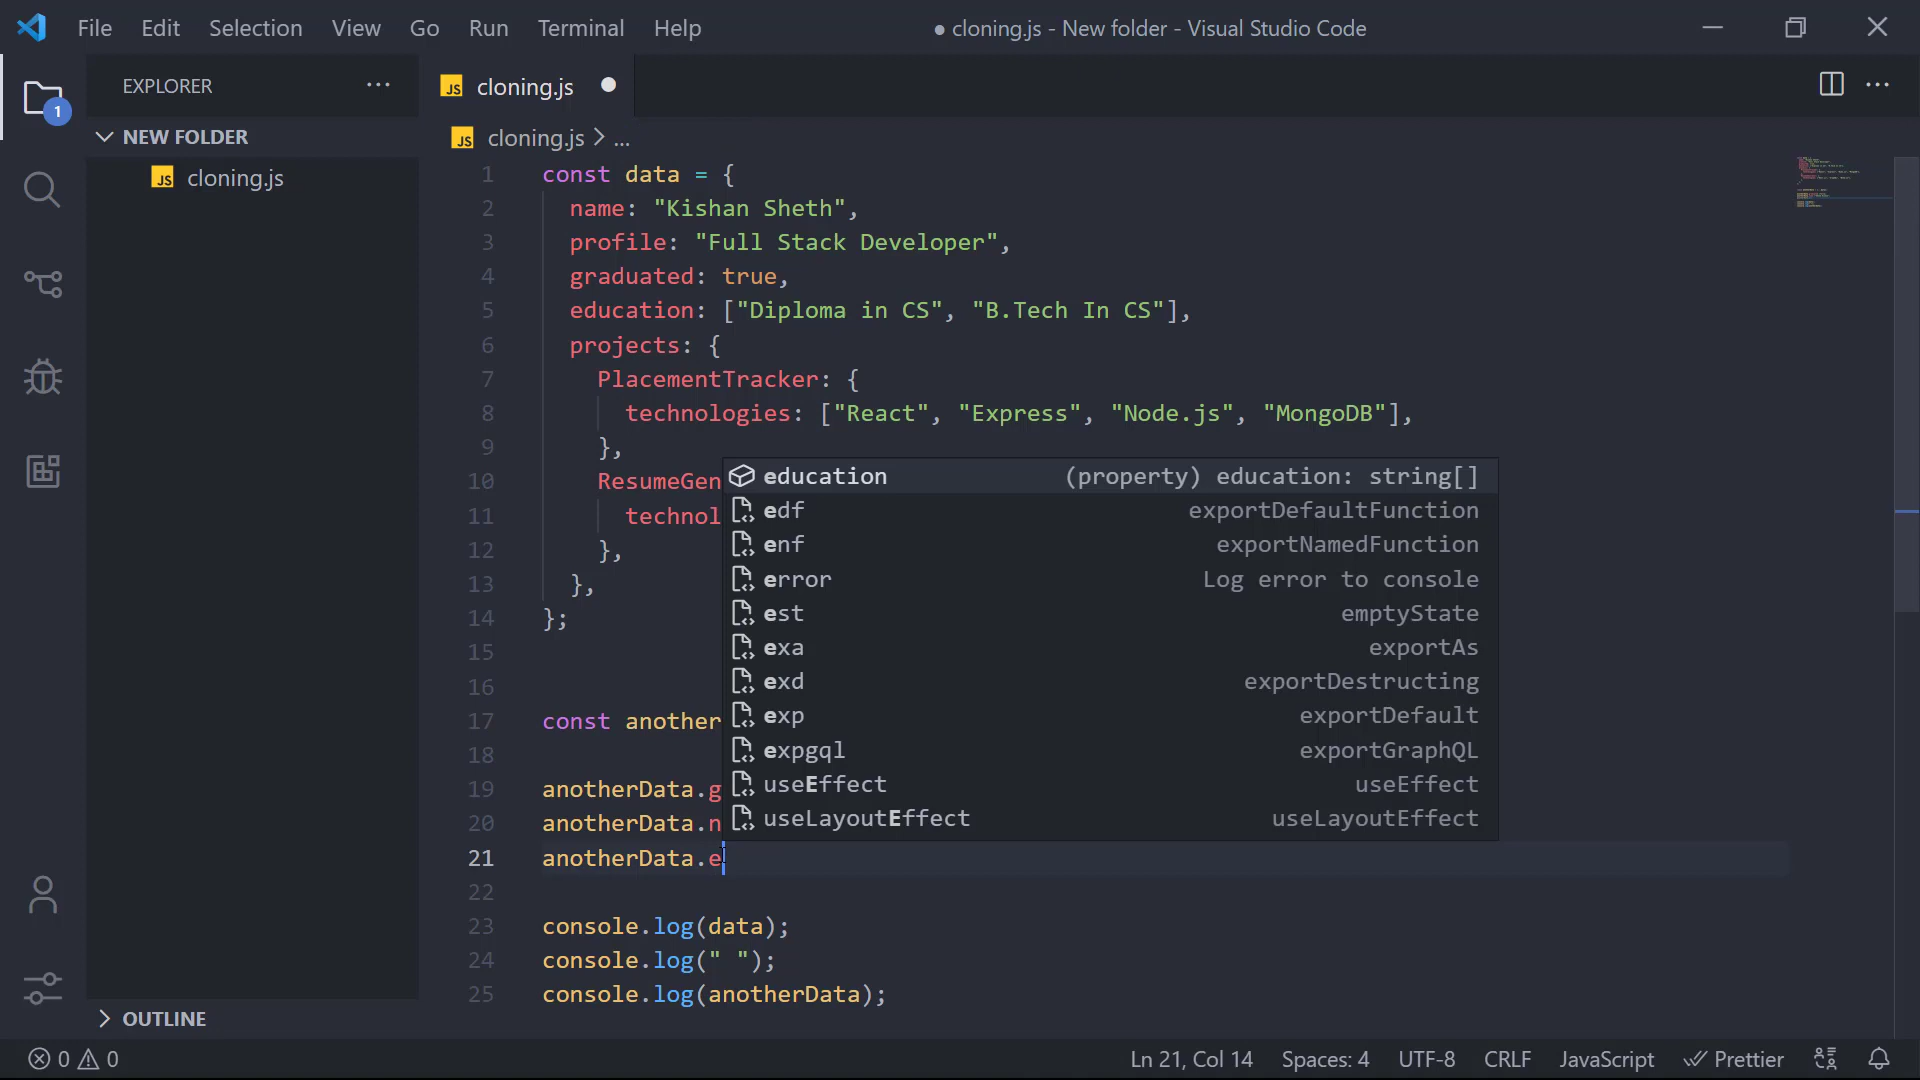 File Edit Selection View Go Run Terminal Help
● cloning.js - New folder - Visual Studio Code
EXPLORER
cloning.js
1
NEW FOLDER
cloning.js
cloning.js > ...
1 const data = {
2 name: "Kishan Sheth",
3 profile: "Full Stack Developer",
4 graduated: true,
5 education: ["Diploma in CS", "B.Tech In CS"],
6 projects: {
7 PlacementTracker: {
8 technologies: ["React", "Express", "Node.js", "MongoDB"],
9 },
10 ResumeGen
11 technol
12 },
13 },
14 };
15
16
17 const another
18
19 anotherData.g
20 anotherData.n
21 anotherData.e
22
23 console.log(data);
24 console.log(" ");
25 console.log(anotherData);
education (property) education: string[]
edf exportDefaultFunction
enf exportNamedFunction
error Log error to console
est emptyState
exa exportAs
exd exportDestructing
exp exportDefault
expgql exportGraphQL
useEffect useEffect
useLayoutEffect useLayoutEffect
OUTLINE
0 0
Ln 21, Col 14 Spaces: 4 UTF-8 CRLF JavaScript Prettier